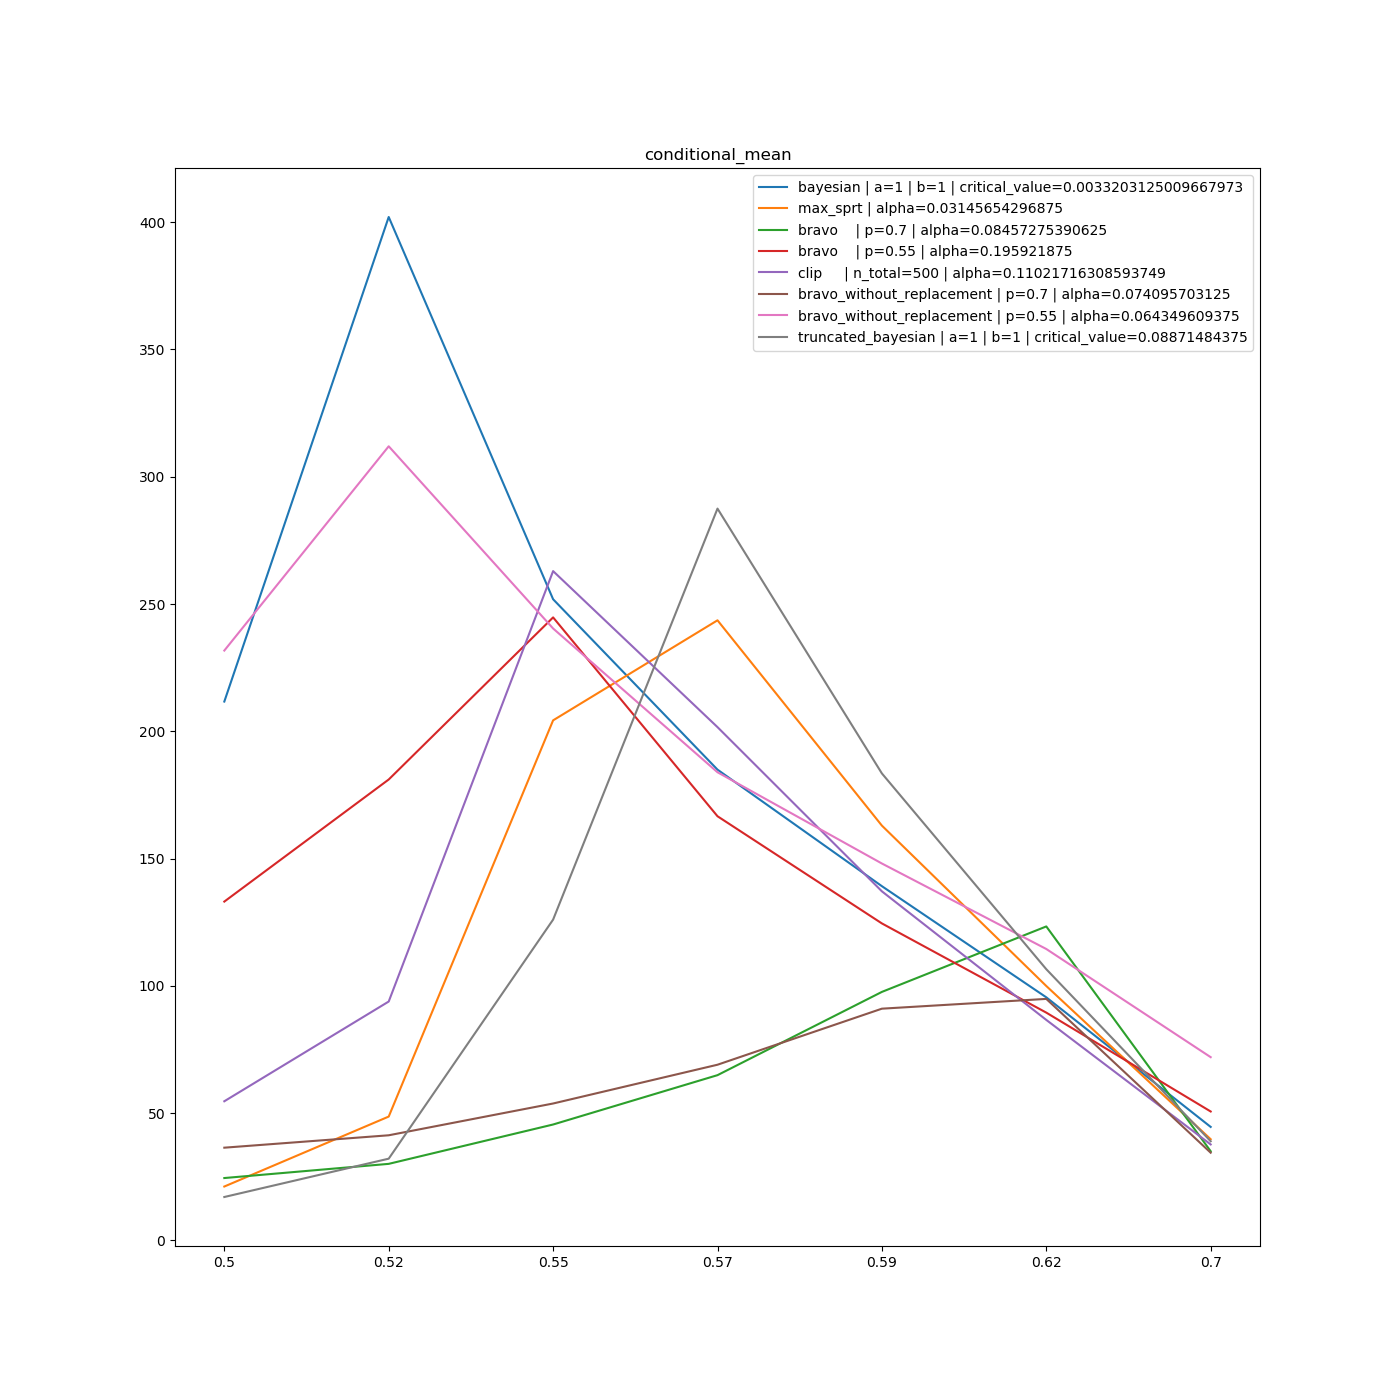 conditional_mean
bayesian | a=1 | b=1 | critical_value=0.0033203125009667973
max_sprt | alpha=0.03145654296875
bravo    | p=0.7 | alpha=0.08457275390625
bravo    | p=0.55 | alpha=0.195921875
clip     | n_total=500 | alpha=0.11021716308593749
bravo_without_replacement | p=0.7 | alpha=0.074095703125
bravo_without_replacement | p=0.55 | alpha=0.064349609375
truncated_bayesian | a=1 | b=1 | critical_value=0.08871484375
400
350
300
250
200
150
100
50
0
0.5 0.52 0.55 0.57 0.59 0.62 0.7